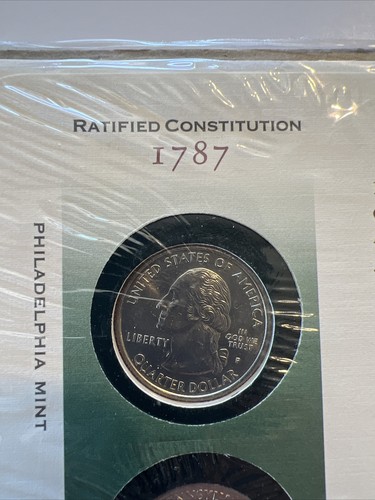 RATIFIED CONSTITUTION
1787
PHILADELPHIA MINT
UNITED STATES OF AMERICA
LIBERTY
IN
GOD WE
TRUST
P
QUARTER DOLLAR